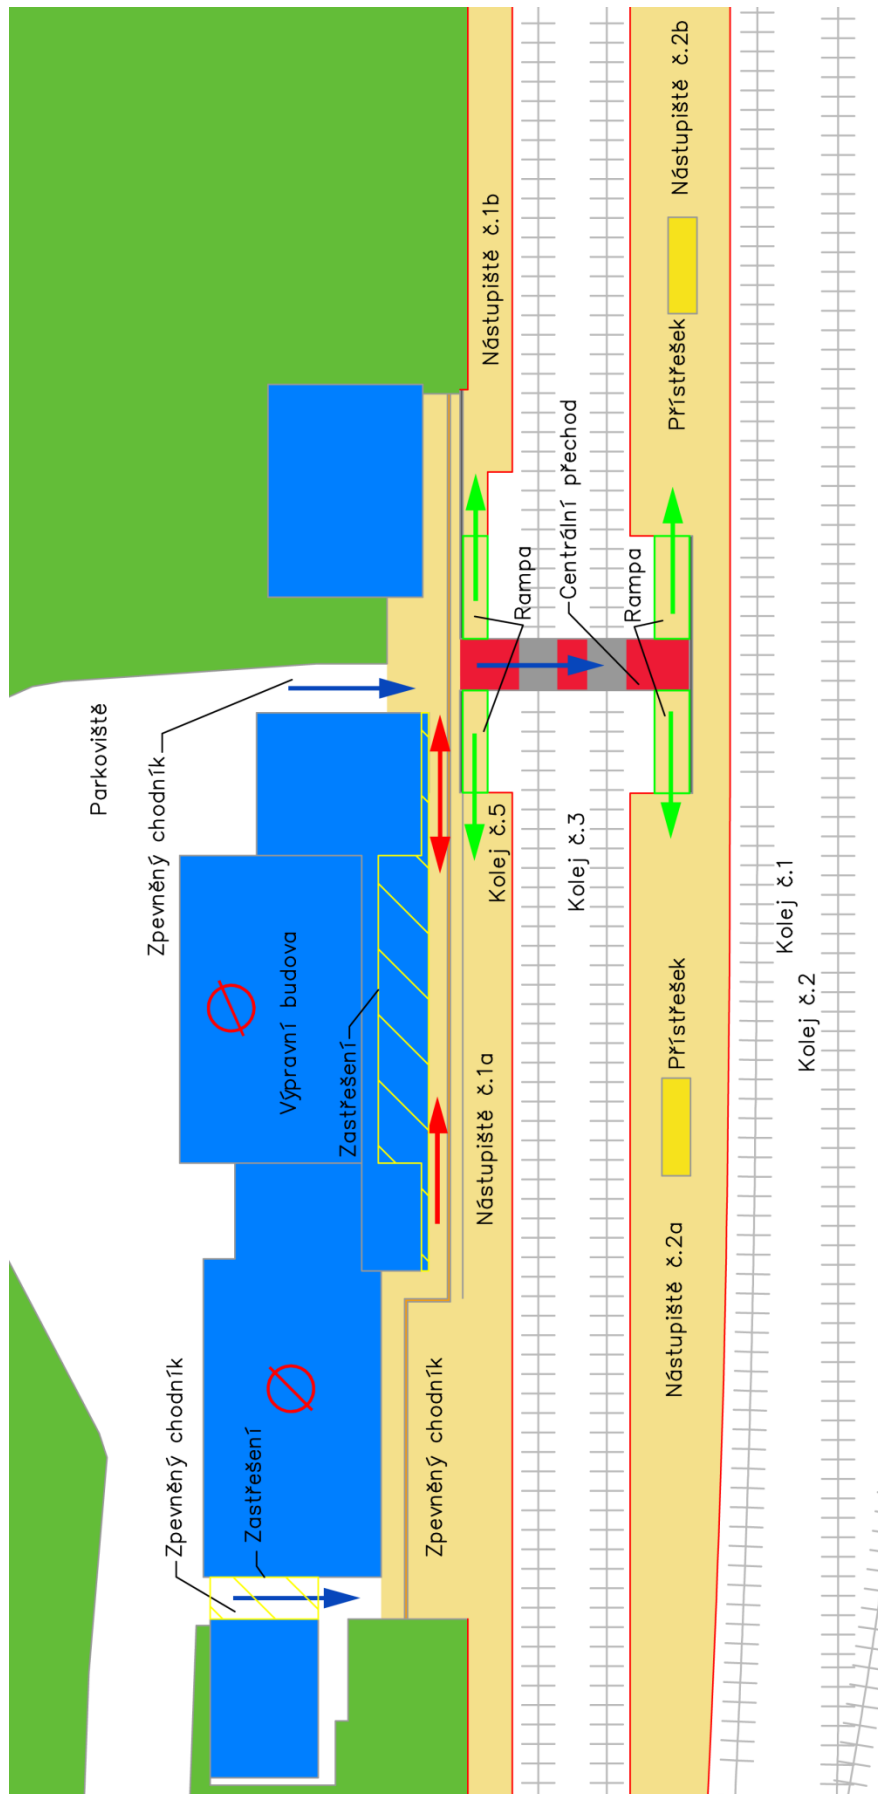 Nástupiště č.2b
Nástupiště č.1b
Přístřešek
Centrální přechod
Rampa
Rampa
Parkoviště
Zpevněný chodník
Kolej č.5
Kolej č.3
Kolej č.1
Kolej č.2
Výpravní budova
Zastřešení
Nástupiště č.1a
Přístřešek
Nástupiště č.2a
Zpevněný chodník
Zastřešení
Zpevněný chodník